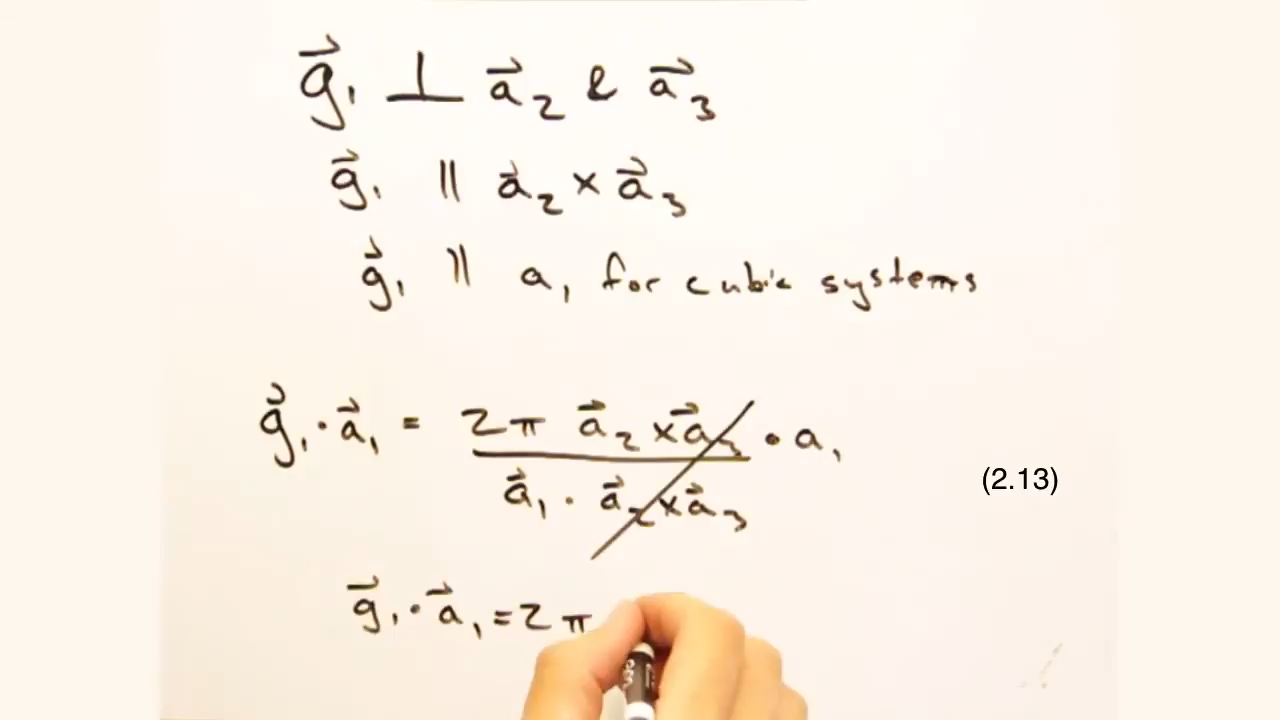 g⃗₁ ⊥ a⃗₂ & a⃗₃
g⃗₁ || a⃗₂ × a⃗₃
g⃗₁ || a₁ for cubic systems
g⃗₁ · a⃗₁ = 2π a⃗₂ × a⃗₃ / a⃗₁ · a⃗₂ × a⃗₃ · a₁
(2.13)
g⃗₁ · a⃗₁ = 2π